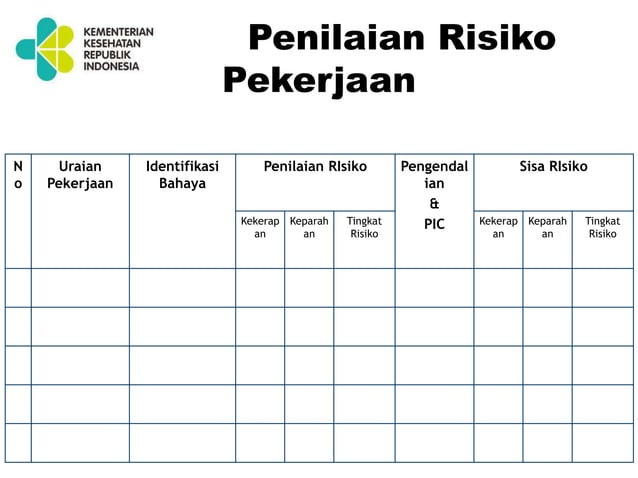 KEMENTERIAN
KESEHATAN
REPUBLIK
INDONESIA
Penilaian Risiko
Pekerjaan
N
o
Uraian
Pekerjaan
Identifikasi
Bahaya
Penilaian RIsiko
Pengendal
ian
&
PIC
Sisa RIsiko
Kekerap
an
Keparah
an
Tingkat
Risiko
Kekerap
an
Keparah
an
Tingkat
Risiko